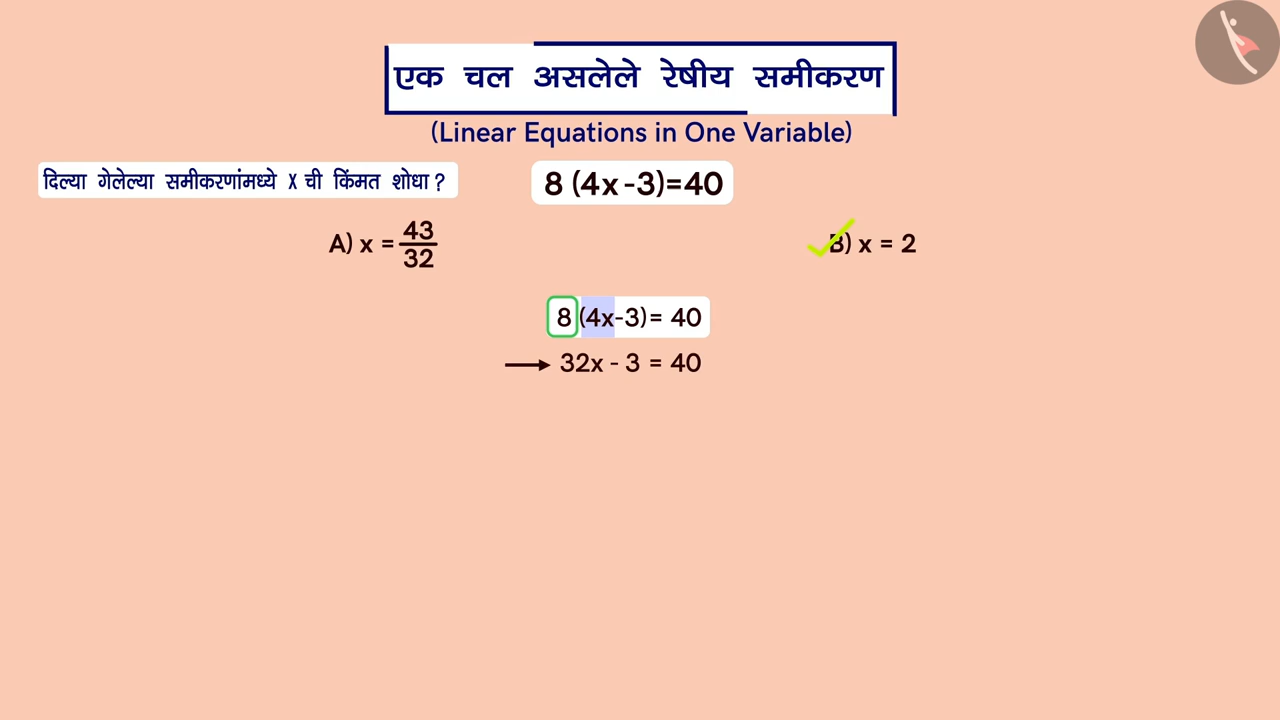 एक चल असलेले रेषीय समीकरण
(Linear Equations in One Variable)
दिल्या गेलेल्या समीकरणांमध्ये x ची किंमत शोधा ?
8 (4x -3)=40
A) x = 43/32
B) x = 2
8 (4x-3)= 40
32x - 3 = 40